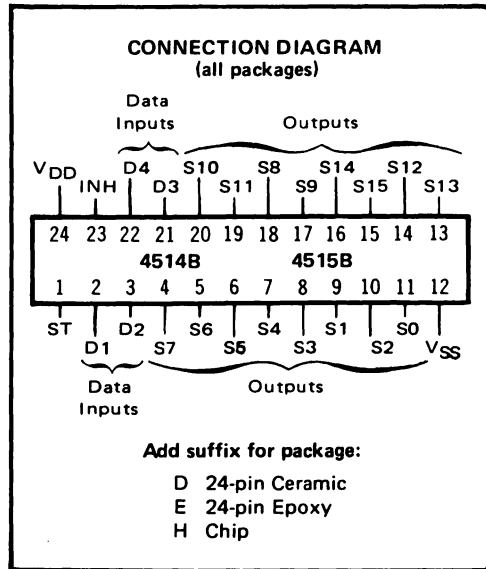 CONNECTION DIAGRAM
(all packages)
Data
Inputs
Outputs
VDD
INH
D4
D3
S10
S11
S8
S9
S14
S15
S12
S13
24 23 22 21 20 19 18 17 16 15 14 13
4514B 4515B
1 2 3 4 5 6 7 8 9 10 11 12
ST
D1
D2
S7
S6
S5
S4
S3
S1
S2
S0
VSS
Data
Inputs
Outputs
Add suffix for package:
D 24-pin Ceramic
E 24-pin Epoxy
H Chip